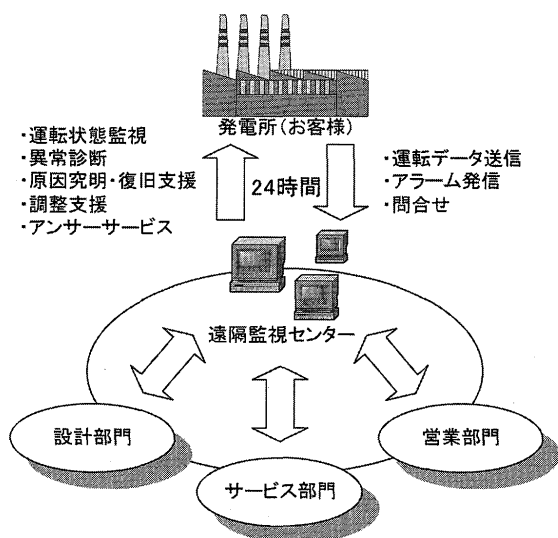 発電所(お客様)
・運転状態監視
・異常診断
・原因究明・復旧支援
・調整支援
・アンサーサービス
24時間
・運転データ送信
・アラーム発信
・問合せ
遠隔監視センター
設計部門
サービス部門
営業部門